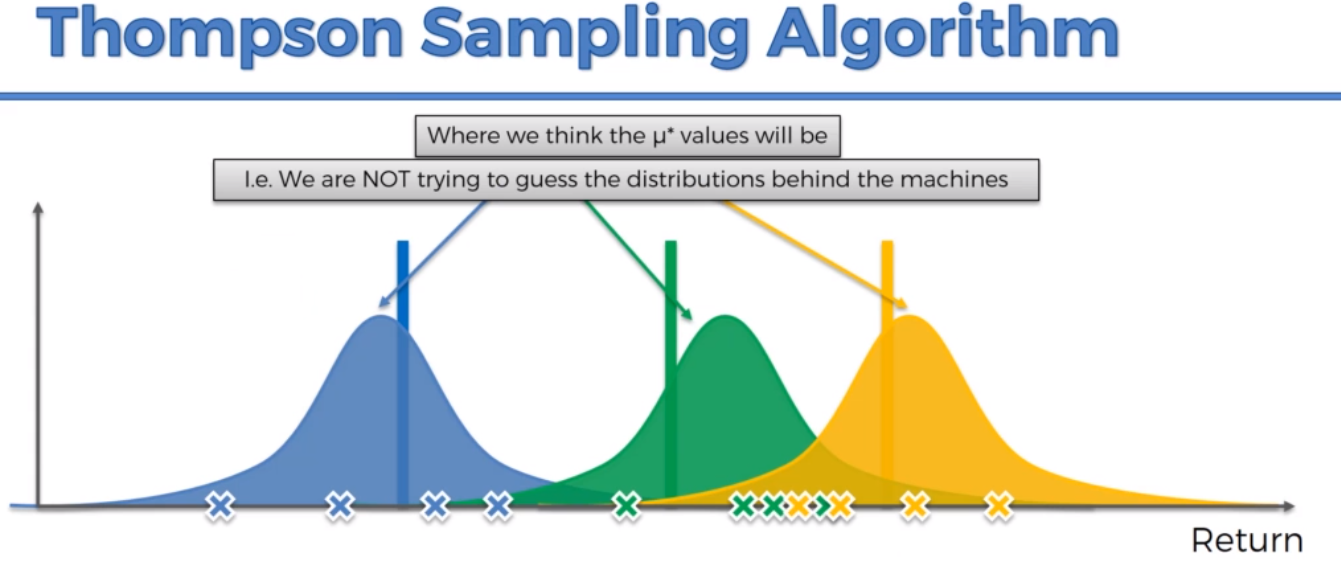 Thompson Sampling Algorithm
Where we think the μ* values will be
I.e. We are NOT trying to guess the distributions behind the machines
Return